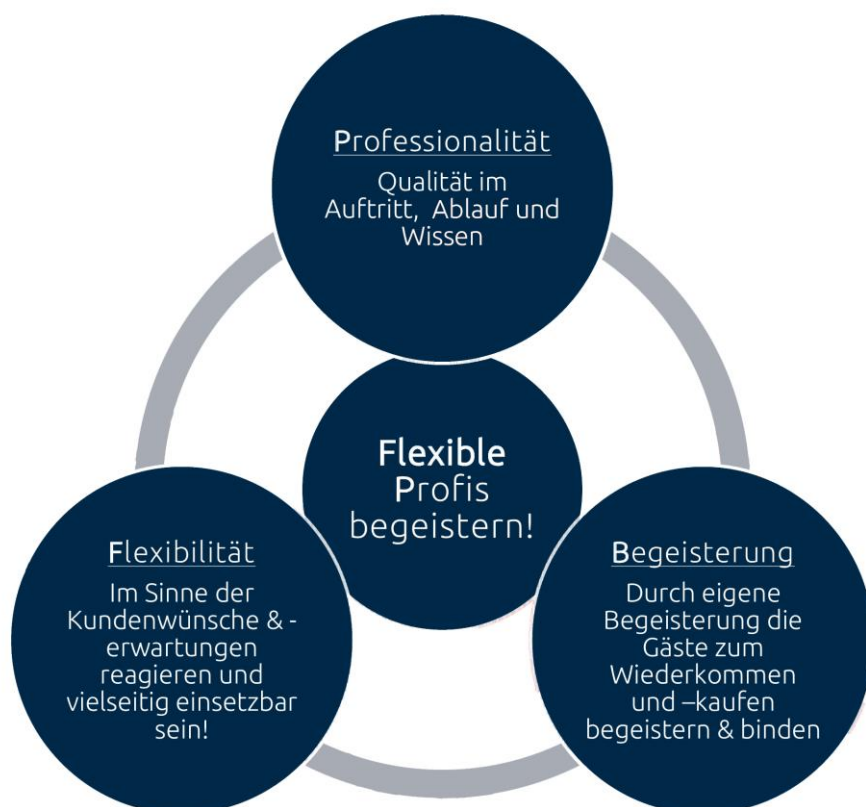 Professionalität
Qualität im
Auftritt, Ablauf und
Wissen
Flexible
Profis
begeistern!
Flexibilität
Im Sinne der
Kundenwünsche & -
erwartungen
reagieren und
vielseitig einsetzbar
sein!
Begeisterung
Durch eigene
Begeisterung die
Gäste zum
Wiederkommen
und –kaufen
begeistern & binden